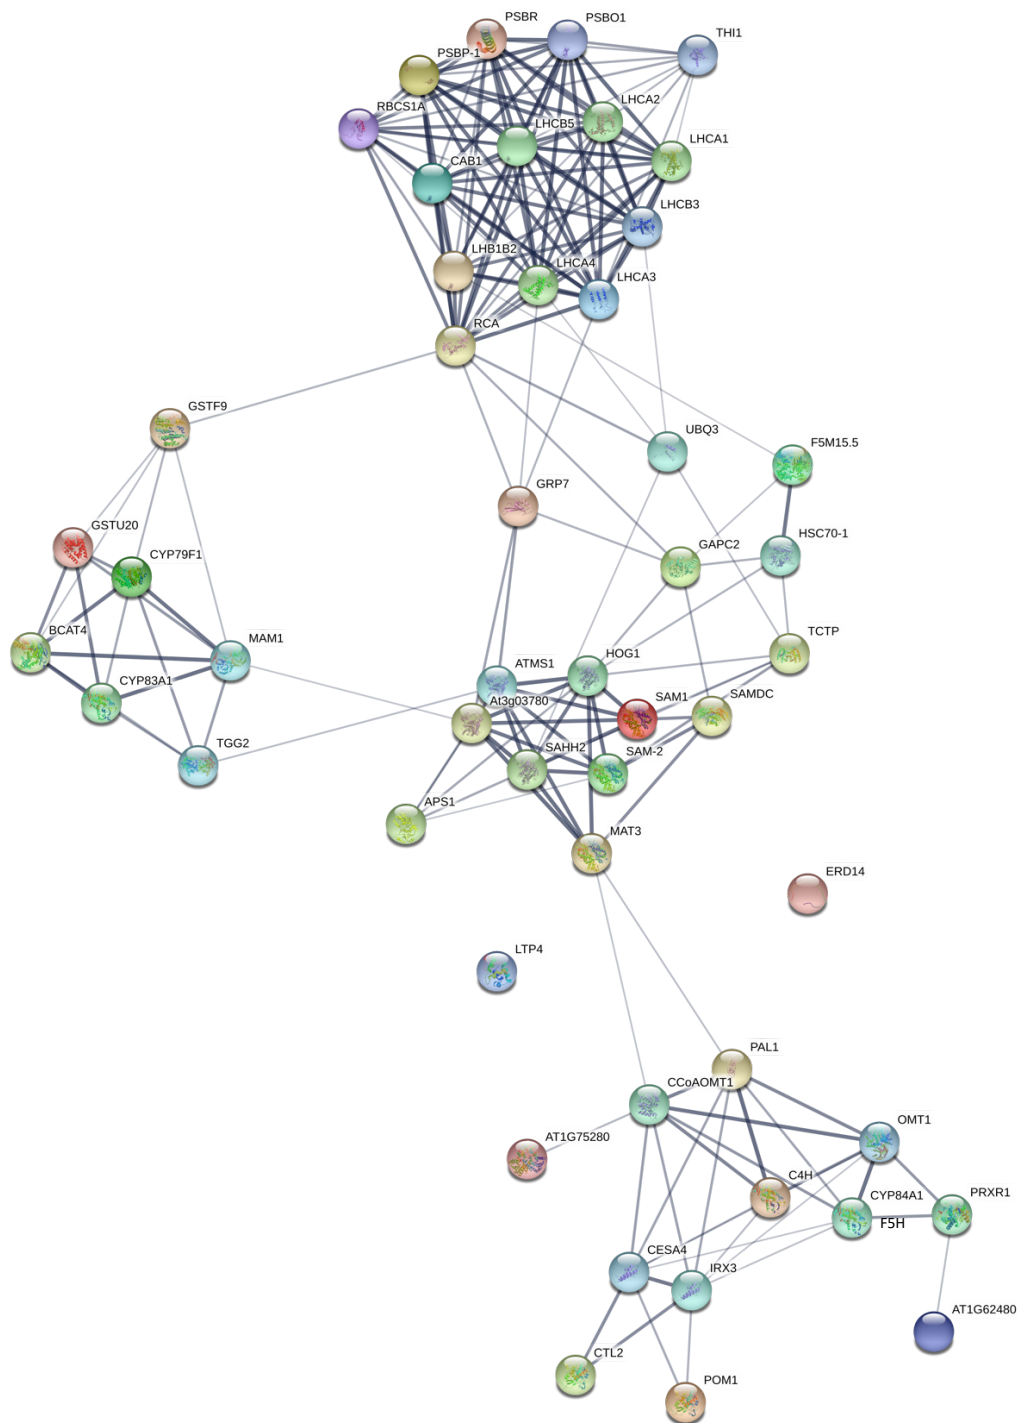 PSBR
PSBO1
THI1
PSBP-1
LHCA2
RBCS1A
LHCB5
LHCA1
CAB1
LHCB3
LHB1B2
LHCA4
LHCA3
RCA
GSTF9
UBQ3
F5M15.5
GRP7
GSTU20
HSC70-1
CYP79F1
GAPC2
BCAT4
MAM1
TCTP
HOG1
ATMS1
CYP83A1
At3g03780
SAM1
SAMDC
TGG2
SAHH2
SAM-2
APS1
MAT3
ERD14
LTP4
PAL1
CCoAOMT1
OMT1
AT1G75280
C4H
CYP84A1
PRXR1
F5H
CESA4
IRX3
AT1G62480
CTL2
POM1